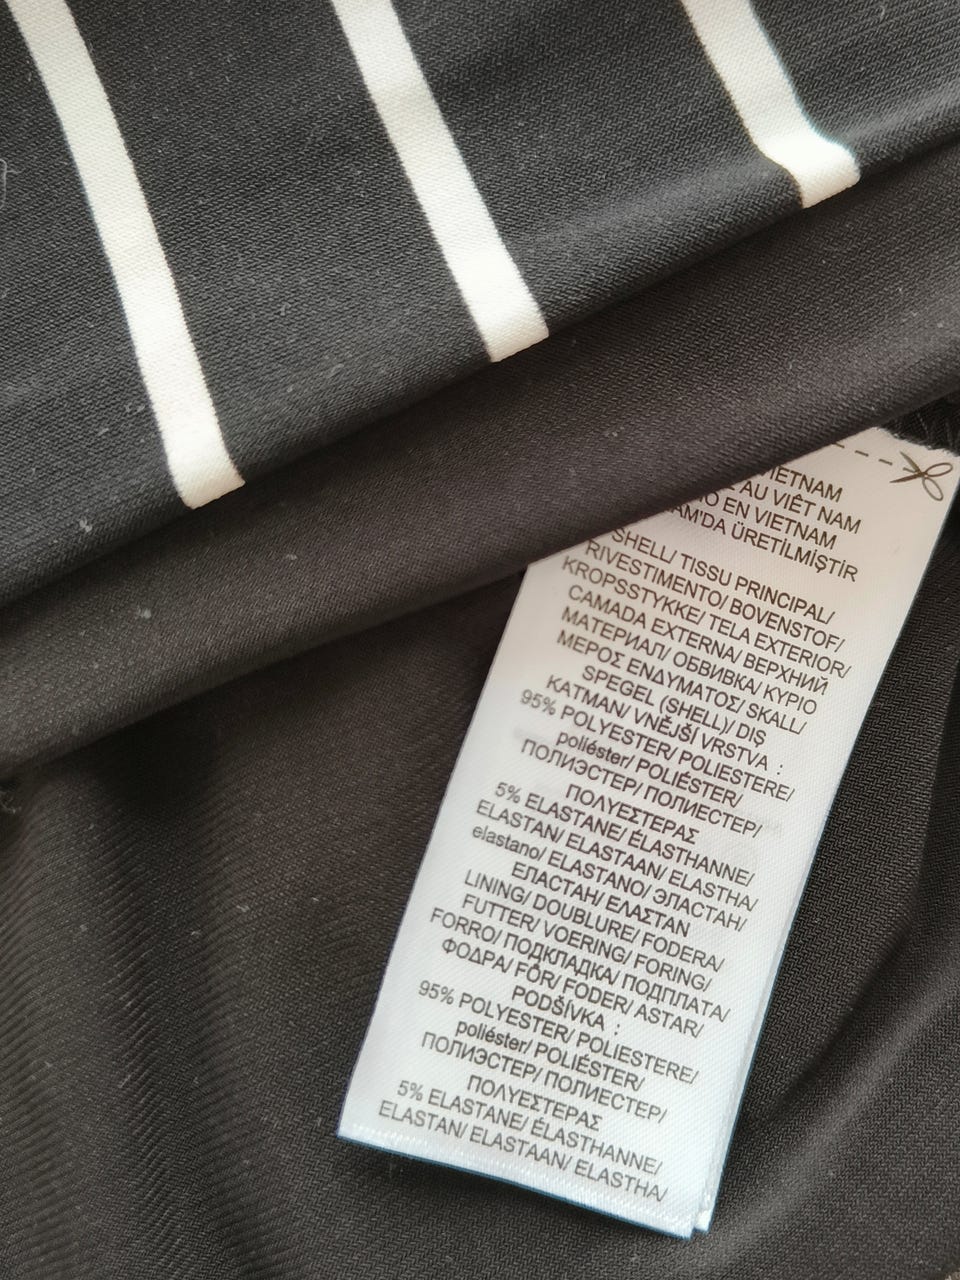 VIETNAM
AU VIÊT NAM
EN VIETNAM
ÜRETİLMİŞTİR
SHELL/ TISSU PRINCIPAL/
RIVESTIMENTO/ BOVENSTOF/
KROPSSTYKKE/ TELA EXTERIOR/
CAMADA EXTERNA/ ВЕРХНИЙ
МАТЕРИАЛ/ ОБВИВКА/ ΚΥΡΙΟ
ΜΕΡΟΣ ΕΝΔΥΜΑΤΟΣ/ SKALL/
SPEGEL (SHELL)/ DIŞ
KATMAN/ VNĚJŠÍ VRSTVA :
95% POLYESTER/ POLIESTERE/
poliéster/ POLIÉSTER/
ПОЛИЭСТЕР/ ПОЛИЕСТЕР/
ΠΟΛΥΕΣΤΕΡΑΣ
5% ELASTANE/ ÉLASTHANNE/
ELASTAN/ ELASTAAN/ ELASTHA/
elastano/ ELASTANO/ ЭЛАСТАН/
ЕЛАСТАН/ ΕΛΑΣΤΑΝ
LINING/ DOUBLURE/ FODERA/
FUTTER/ VOERING/ FORING/
FORRO/ ПОДКЛАДКА/ ПОДПЛАТА/
ΦΟΔΡΑ/ FÔR/ FODER/ ASTAR/
PODŠÍVKA :
95% POLYESTER/ POLIESTERE/
poliéster/ POLIÉSTER/
ПОЛИЭСТЕР/ ПОЛИЕСТЕР/
ΠΟΛΥΕΣΤΕΡΑΣ
5% ELASTANE/ ÉLASTHANNE/
ELASTAN/ ELASTAAN/ ELASTHA/